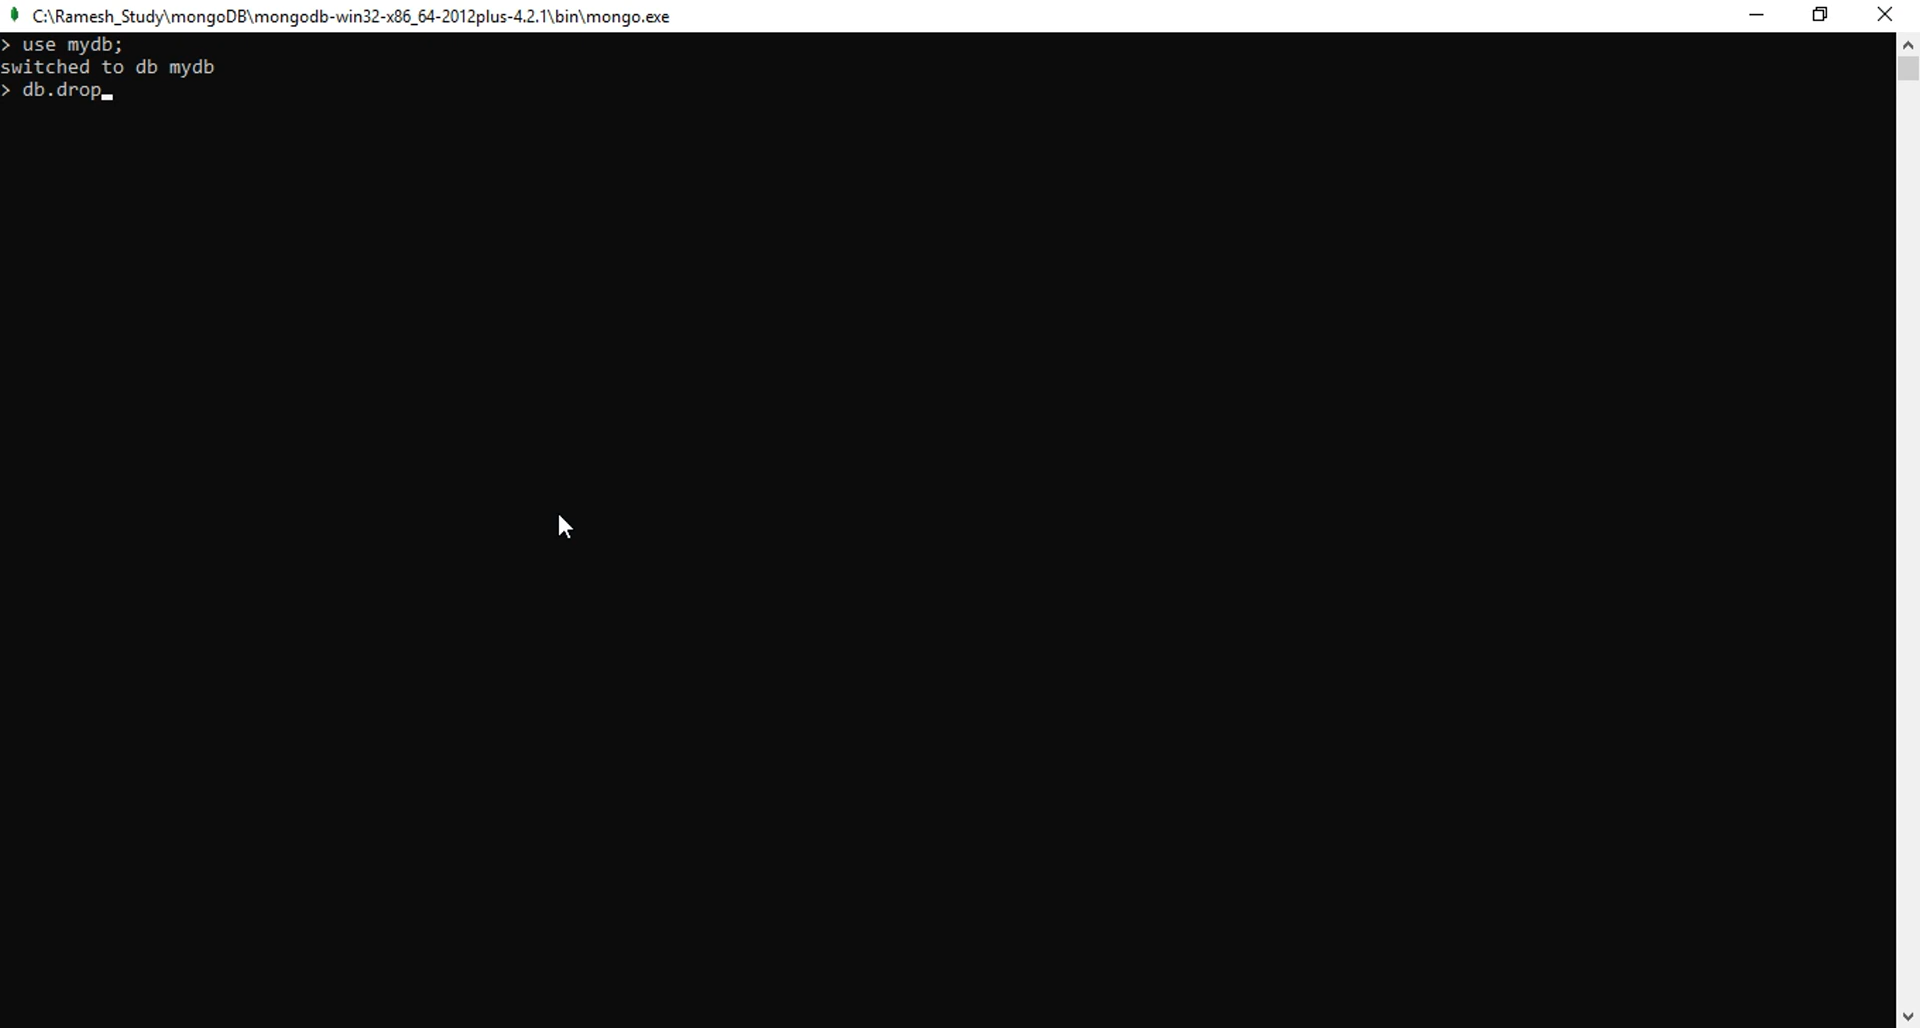 C:\Ramesh_Study\mongoDB\mongodb-win32-x86_64-2012plus-4.2.1\bin\mongo.exe
> use mydb;
switched to db mydb
> db.drop